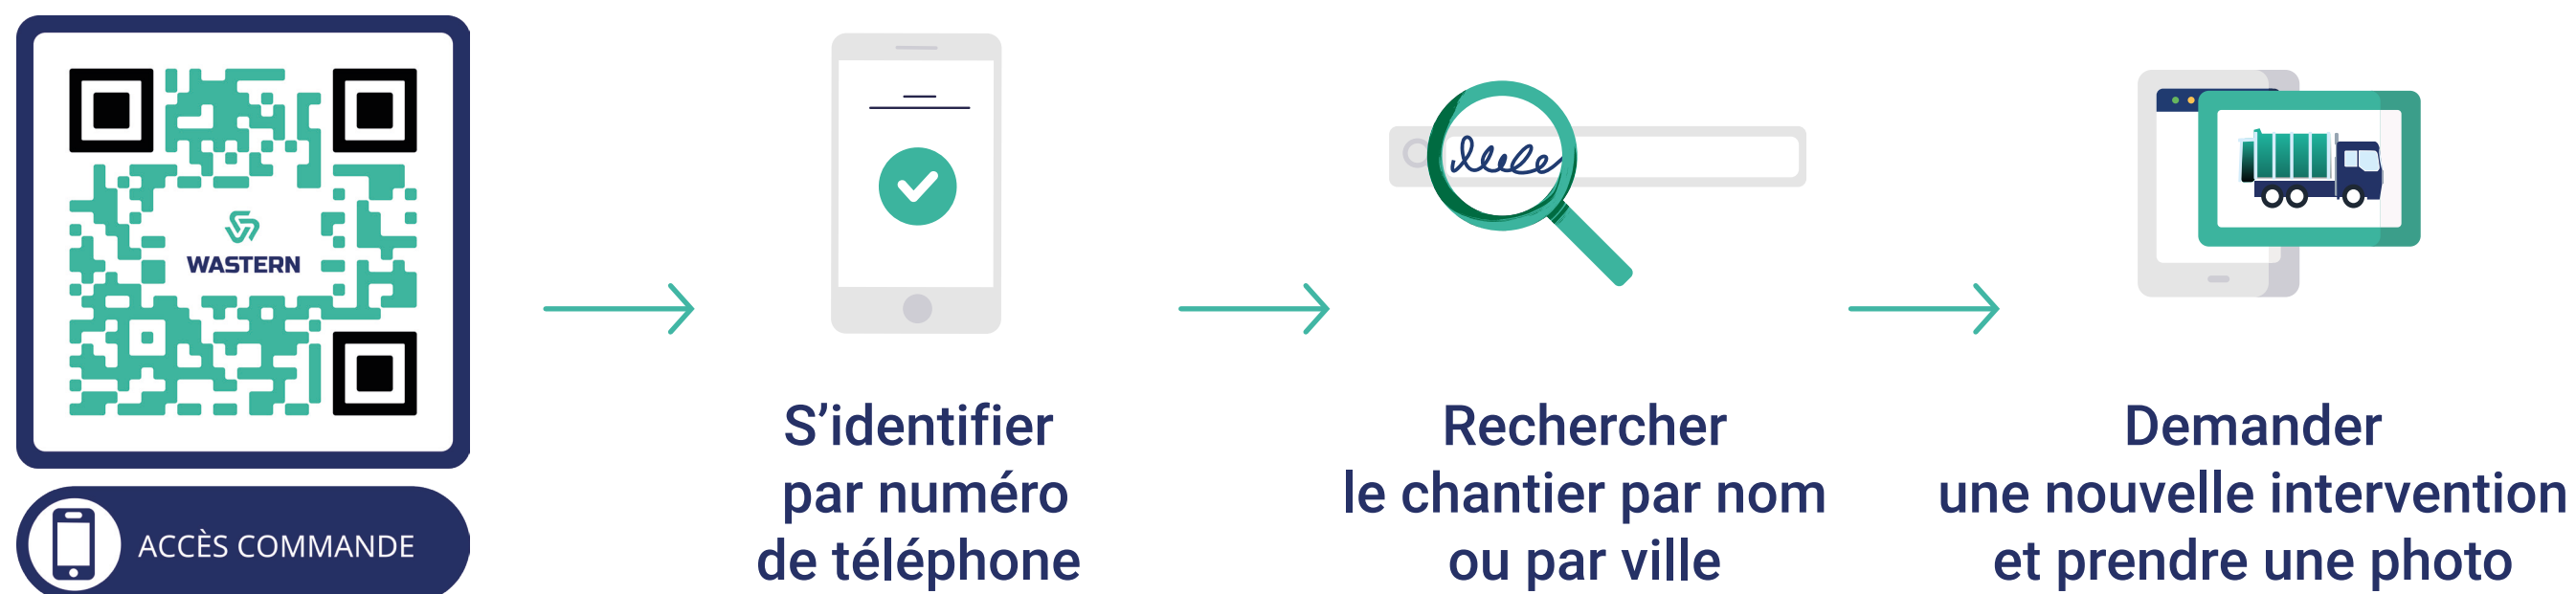 WASTERN
ACCÈS COMMANDE
S’identifier
par numéro
de téléphone
Rechercher
le chantier par nom
ou par ville
Demander
une nouvelle intervention
et prendre une photo